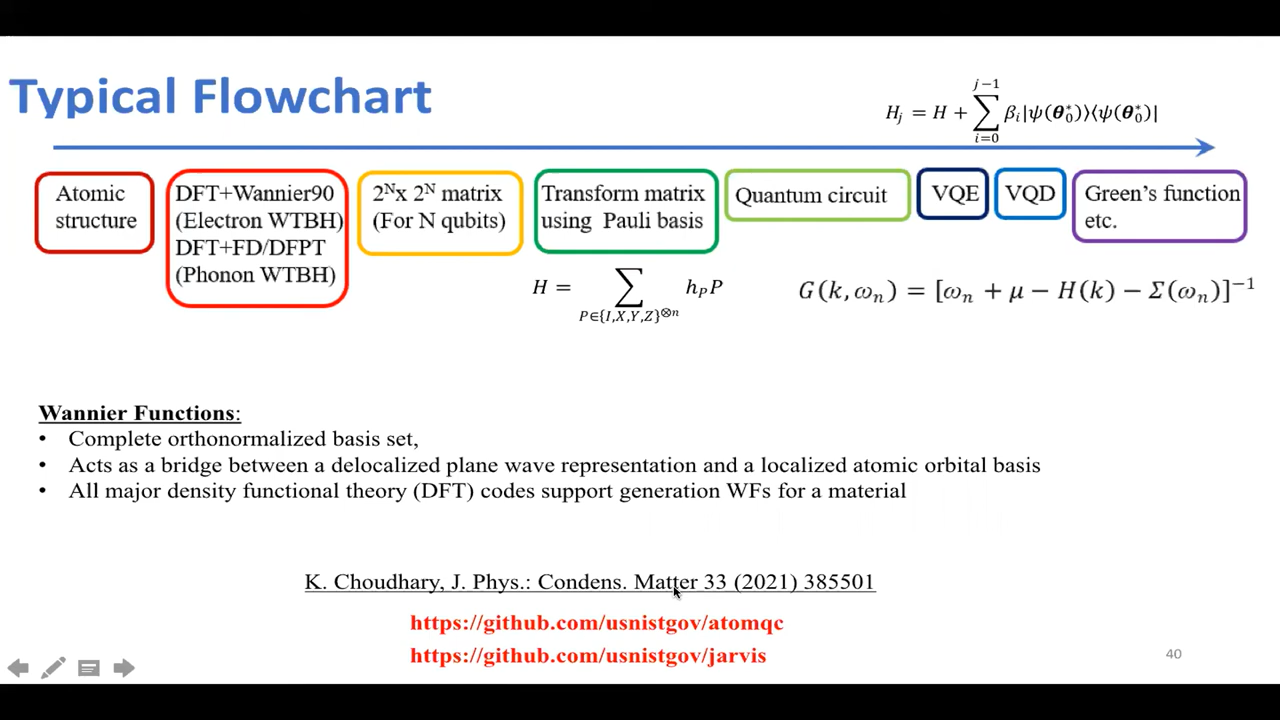 Typical Flowchart
H_j = H + \sum_{i=0}^{j-1} β_i|ψ(θ_0^*)⟩⟨ψ(θ_0^*)|
Atomic
structure
DFT+Wannier90
(Electron WTBH)
DFT+FD/DFPT
(Phonon WTBH)
2ᴺx 2ᴺ matrix
(For N qubits)
Transform matrix
using Pauli basis
Quantum circuit
VQE
VQD
Green's function
etc.
H = \sum_{P∈{I,X,Y,Z}^{⊗n}} h_P P
G(k, ω_n) = [ω_n + μ − H(k) − Σ(ω_n)]^{−1}
Wannier Functions:
• Complete orthonormalized basis set,
• Acts as a bridge between a delocalized plane wave representation and a localized atomic orbital basis
• All major density functional theory (DFT) codes support generation WFs for a material
K. Choudhary, J. Phys.: Condens. Matter 33 (2021) 385501
https://github.com/usnistgov/atomqc
https://github.com/usnistgov/jarvis
40